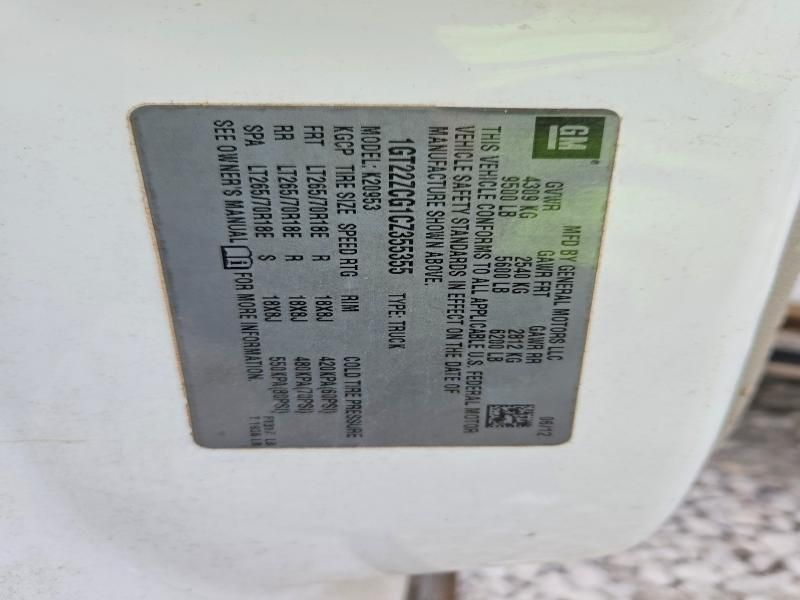 GM ®
MFD BY GENERAL MOTORS LLC 06/12
GVWR GAWR FRT GAWR RR
4309 KG 2540 KG 2812 KG
9500 LB 5600 LB 6200 LB
THIS VEHICLE CONFORMS TO ALL APPLICABLE U.S. FEDERAL MOTOR
VEHICLE SAFETY STANDARDS IN EFFECT ON THE DATE OF
MANUFACTURE SHOWN ABOVE.
1GT22ZCG1CZ355355 TYPE: TRUCK
MODEL: K20953
KGCP TIRE SIZE SPEED RTG RIM COLD TIRE PRESSURE
FRT LT265/70R18E R 18X8J 420KPA(60PSI)
RR LT265/70R18E R 18X8J 480KPA(70PSI)
SPA LT265/70R18E S 18X8J 550KPA(80PSI)
SEE OWNER'S MANUAL FOR MORE INFORMATION.